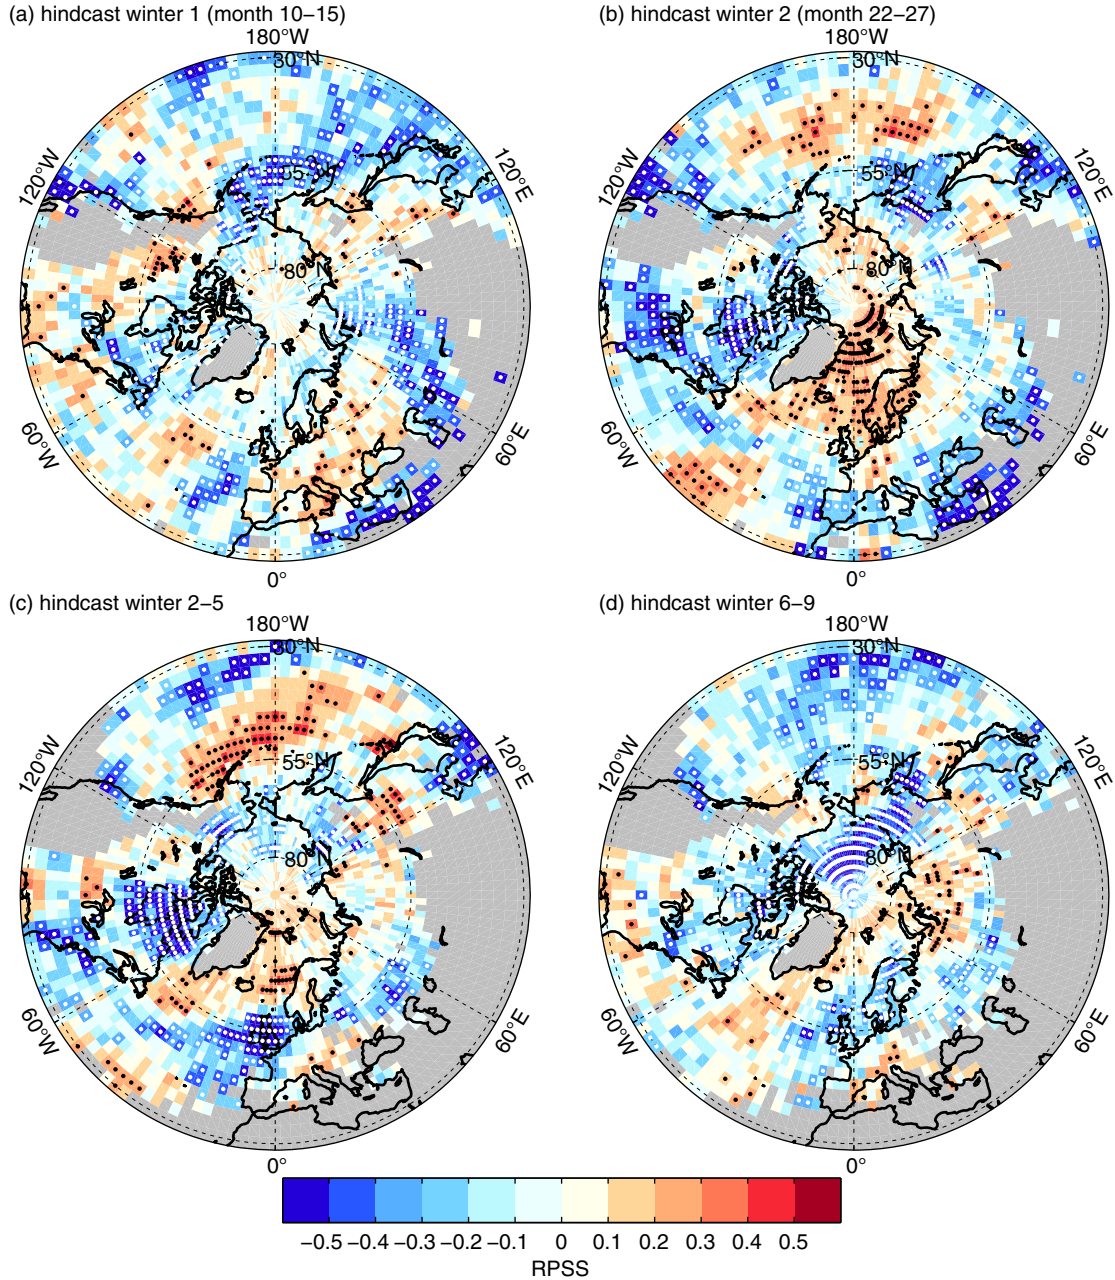 (a) hindcast winter 1 (month 10−15)
(b) hindcast winter 2 (month 22−27)
180°W
180°W
30°N
30°N
120°W
120°E
120°W
120°E
55°N
55°N
80°N
80°N
60°W
60°E
60°W
60°E
0°
0°
(c) hindcast winter 2−5
(d) hindcast winter 6−9
180°W
180°W
30°N
30°N
120°W
120°E
120°W
120°E
55°N
55°N
80°N
80°N
60°W
60°E
60°W
60°E
0°
0°
−0.5 −0.4 −0.3 −0.2 −0.1 0 0.1 0.2 0.3 0.4 0.5
RPSS